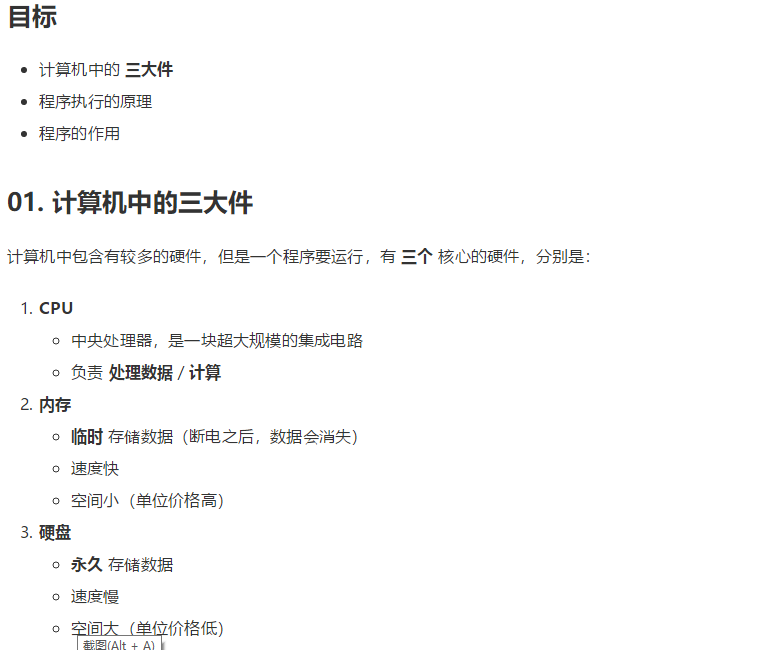 目标
计算机中的 三大件
程序执行的原理
程序的作用
01. 计算机中的三大件
计算机中包含有较多的硬件，但是一个程序要运行，有 三个 核心的硬件，分别是：
1. CPU
中央处理器，是一块超大规模的集成电路
负责 处理数据 / 计算
2. 内存
临时 存储数据（断电之后，数据会消失）
速度快
空间小（单位价格高）
3. 硬盘
永久 存储数据
速度慢
空间大（单位价格低）
截图(Alt + A)